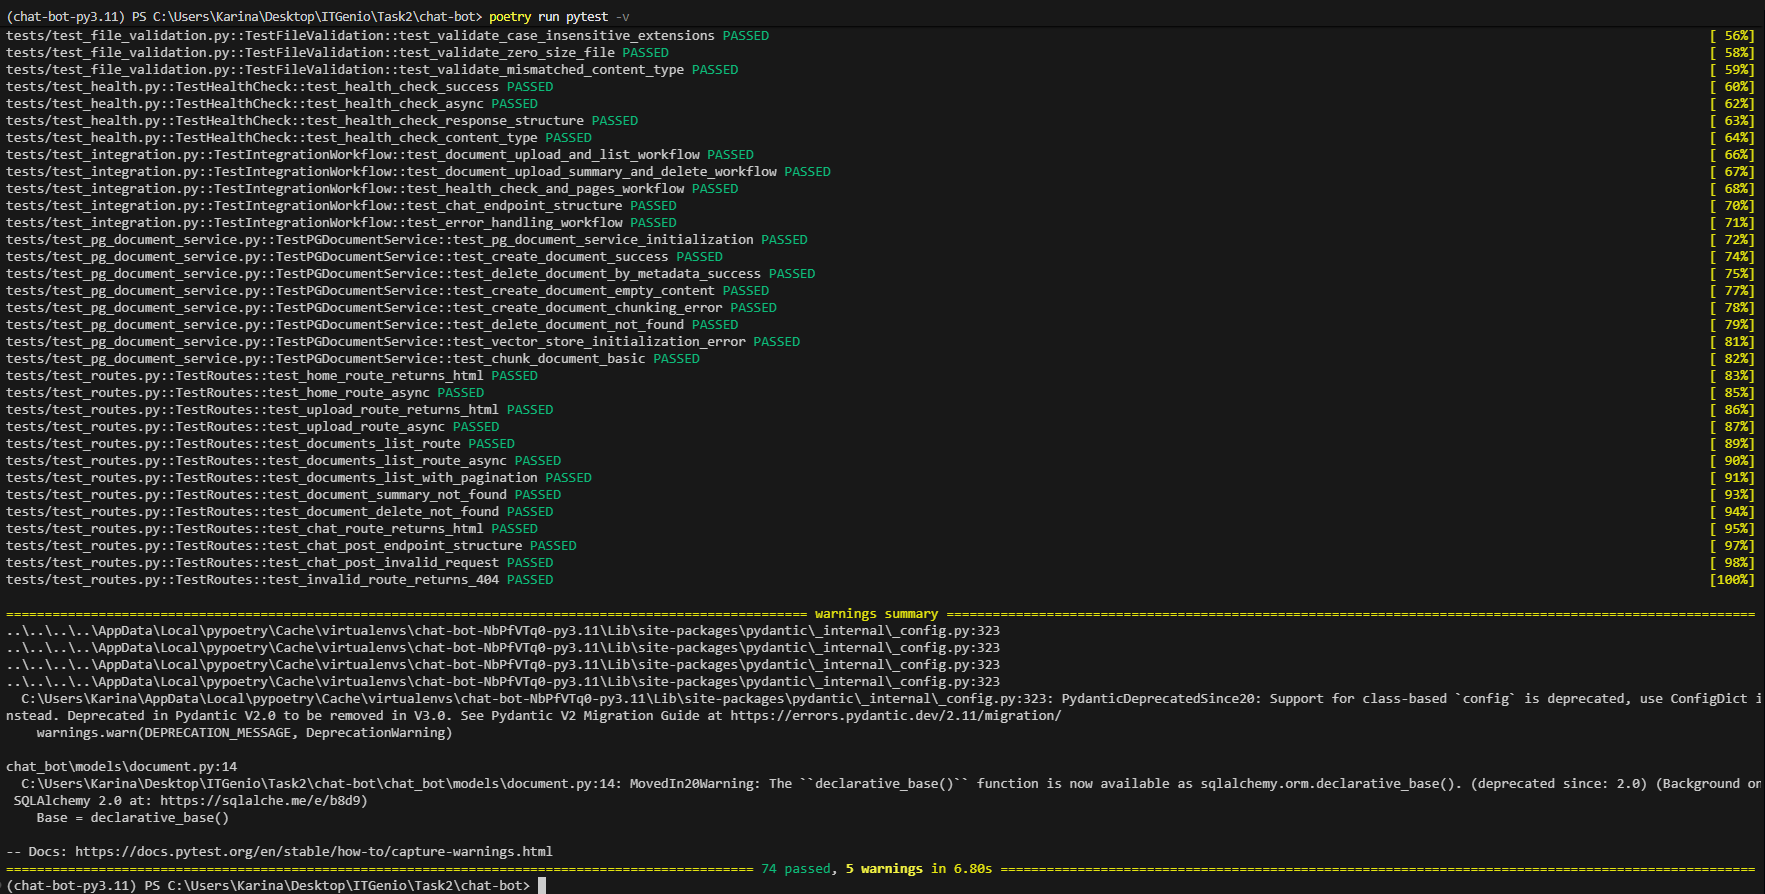 (chat-bot-py3.11) PS C:\Users\Karina\Desktop\ITGenio\Task2\chat-bot> poetry run pytest -v
tests/test_file_validation.py::TestFileValidation::test_validate_case_insensitive_extensions PASSED [ 56%]
tests/test_file_validation.py::TestFileValidation::test_validate_zero_size_file PASSED [ 58%]
tests/test_file_validation.py::TestFileValidation::test_validate_mismatched_content_type PASSED [ 59%]
tests/test_health.py::TestHealthCheck::test_health_check_success PASSED [ 60%]
tests/test_health.py::TestHealthCheck::test_health_check_async PASSED [ 62%]
tests/test_health.py::TestHealthCheck::test_health_check_response_structure PASSED [ 63%]
tests/test_health.py::TestHealthCheck::test_health_check_content_type PASSED [ 64%]
tests/test_integration.py::TestIntegrationWorkflow::test_document_upload_and_list_workflow PASSED [ 66%]
tests/test_integration.py::TestIntegrationWorkflow::test_document_upload_summary_and_delete_workflow PASSED [ 67%]
tests/test_integration.py::TestIntegrationWorkflow::test_health_check_and_pages_workflow PASSED [ 68%]
tests/test_integration.py::TestIntegrationWorkflow::test_chat_endpoint_structure PASSED [ 70%]
tests/test_integration.py::TestIntegrationWorkflow::test_error_handling_workflow PASSED [ 71%]
tests/test_pg_document_service.py::TestPGDocumentService::test_pg_document_service_initialization PASSED [ 72%]
tests/test_pg_document_service.py::TestPGDocumentService::test_create_document_success PASSED [ 74%]
tests/test_pg_document_service.py::TestPGDocumentService::test_delete_document_by_metadata_success PASSED [ 75%]
tests/test_pg_document_service.py::TestPGDocumentService::test_create_document_empty_content PASSED [ 77%]
tests/test_pg_document_service.py::TestPGDocumentService::test_create_document_chunking_error PASSED [ 78%]
tests/test_pg_document_service.py::TestPGDocumentService::test_delete_document_not_found PASSED [ 79%]
tests/test_pg_document_service.py::TestPGDocumentService::test_vector_store_initialization_error PASSED [ 81%]
tests/test_pg_document_service.py::TestPGDocumentService::test_chunk_document_basic PASSED [ 82%]
tests/test_routes.py::TestRoutes::test_home_route_returns_html PASSED [ 83%]
tests/test_routes.py::TestRoutes::test_home_route_async PASSED [ 85%]
tests/test_routes.py::TestRoutes::test_upload_route_returns_html PASSED [ 86%]
tests/test_routes.py::TestRoutes::test_upload_route_async PASSED [ 87%]
tests/test_routes.py::TestRoutes::test_documents_list_route PASSED [ 89%]
tests/test_routes.py::TestRoutes::test_documents_list_route_async PASSED [ 90%]
tests/test_routes.py::TestRoutes::test_documents_list_with_pagination PASSED [ 91%]
tests/test_routes.py::TestRoutes::test_document_summary_not_found PASSED [ 93%]
tests/test_routes.py::TestRoutes::test_document_delete_not_found PASSED [ 94%]
tests/test_routes.py::TestRoutes::test_chat_route_returns_html PASSED [ 95%]
tests/test_routes.py::TestRoutes::test_chat_post_endpoint_structure PASSED [ 97%]
tests/test_routes.py::TestRoutes::test_chat_post_invalid_request PASSED [ 98%]
tests/test_routes.py::TestRoutes::test_invalid_route_returns_404 PASSED [100%]
======== warnings summary ========
..\..\..\..\AppData\Local\pypoetry\Cache\virtualenvs\chat-bot-NbPfVTq0-py3.11\Lib\site-packages\pydantic\_internal\_config.py:323
..\..\..\..\AppData\Local\pypoetry\Cache\virtualenvs\chat-bot-NbPfVTq0-py3.11\Lib\site-packages\pydantic\_internal\_config.py:323
..\..\..\..\AppData\Local\pypoetry\Cache\virtualenvs\chat-bot-NbPfVTq0-py3.11\Lib\site-packages\pydantic\_internal\_config.py:323
..\..\..\..\AppData\Local\pypoetry\Cache\virtualenvs\chat-bot-NbPfVTq0-py3.11\Lib\site-packages\pydantic\_internal\_config.py:323
C:\Users\Karina\AppData\Local\pypoetry\Cache\virtualenvs\chat-bot-NbPfVTq0-py3.11\Lib\site-packages\pydantic\_internal\_config.py:323: PydanticDeprecatedSince20: Support for class-based `config` is deprecated, use ConfigDict i
nstead. Deprecated in Pydantic V2.0 to be removed in V3.0. See Pydantic V2 Migration Guide at https://errors.pydantic.dev/2.11/migration/
warnings.warn(DEPRECATION_MESSAGE, DeprecationWarning)
chat_bot\models\document.py:14
C:\Users\Karina\Desktop\ITGenio\Task2\chat-bot\chat_bot\models\document.py:14: MovedIn20Warning: The ``declarative_base()`` function is now available as sqlalchemy.orm.declarative_base(). (deprecated since: 2.0) (Background on
SQLAlchemy 2.0 at: https://sqlalche.me/e/b8d9)
Base = declarative_base()
-- Docs: https://docs.pytest.org/en/stable/how-to/capture-warnings.html
======== 74 passed, 5 warnings in 6.80s ========
(chat-bot-py3.11) PS C:\Users\Karina\Desktop\ITGenio\Task2\chat-bot>